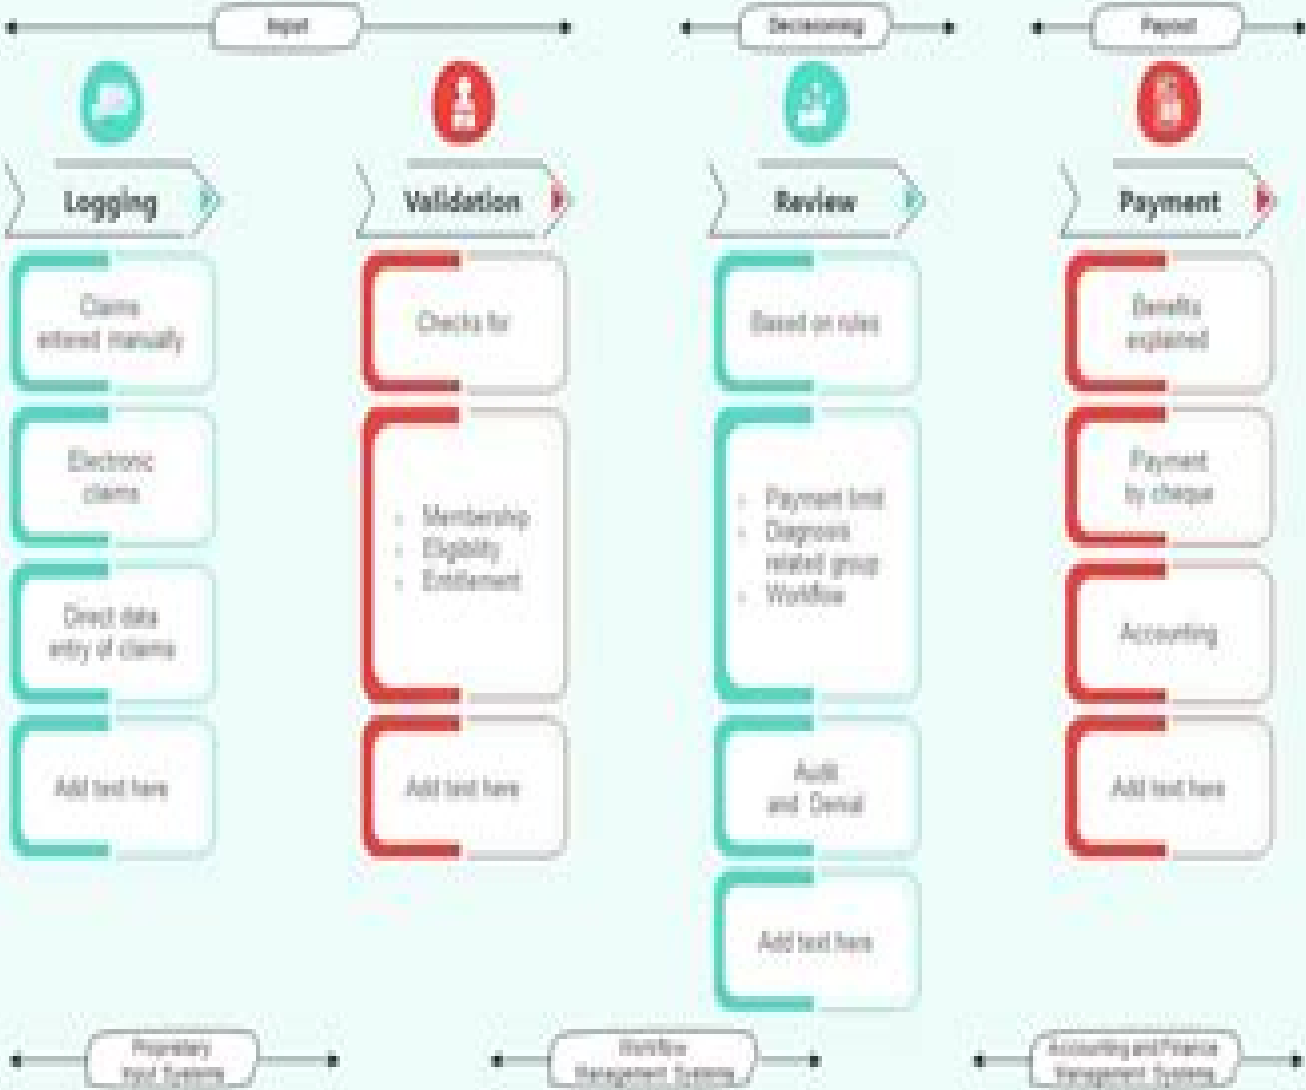 Input
Decisioning
Payout
Logging
Validation
Review
Payment
Claims
entered manually
Electronic
claims
Direct data
entry of claims
Add text here
Checks for
Membership
Eligibility
Entitlement
Add text here
Based on rules
Payment limit
Diagnosis
related group
Workflow
Audit
and Denial
Add text here
Benefits
explained
Payment
by cheque
Accounting
Add text here
Proprietary
Input Systems
Workflow
Management Systems
Accounting and Finance
Management Systems